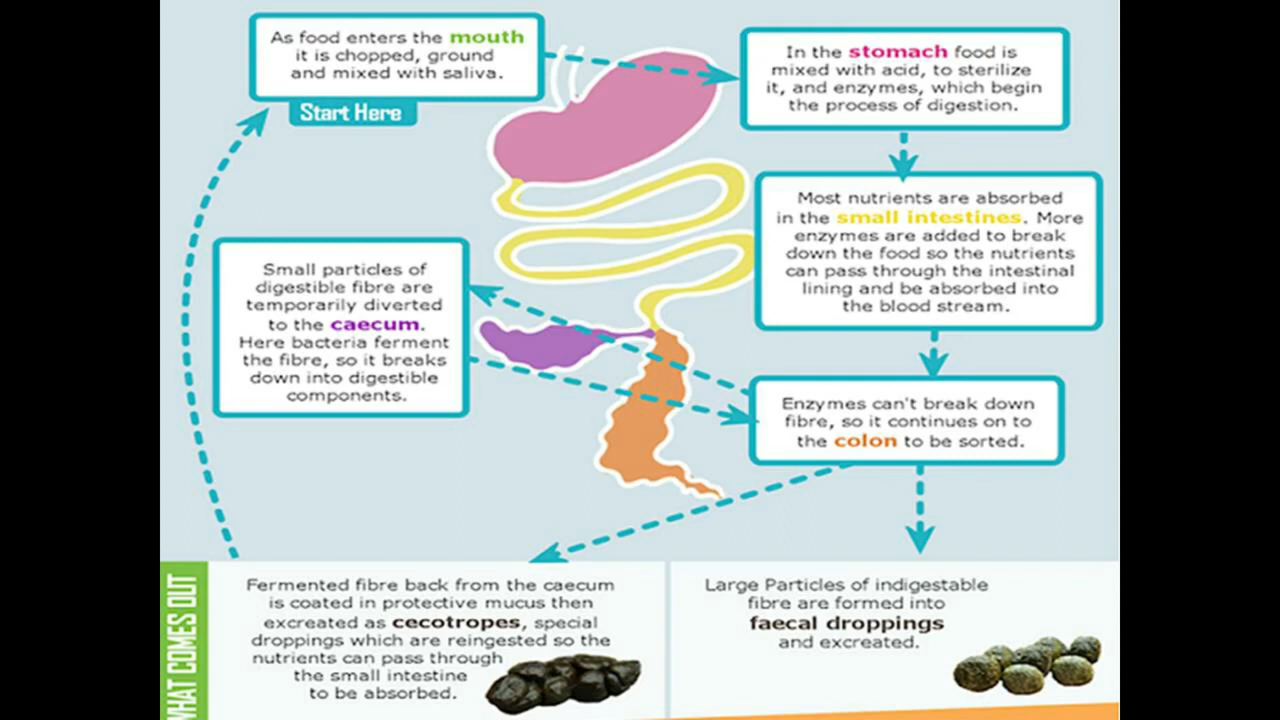 As food enters the mouth
it is chopped, ground
and mixed with saliva.
Start Here
In the stomach food is
mixed with acid, to sterilize
it, and enzymes, which begin
the process of digestion.
Most nutrients are absorbed
in the small intestines. More
enzymes are added to break
down the food so the nutrients
can pass through the intestinal
lining and be absorbed into
the blood stream.
Enzymes can't break down
fibre, so it continues on to
the colon to be sorted.
Small particles of
digestible fibre are
temporarily diverted
to the caecum.
Here bacteria ferment
the fibre, so it breaks
down into digestible
components.
WHAT COMES OUT
Fermented fibre back from the caecum
is coated in protective mucus then
excreated as cecotropes, special
droppings which are reingested so the
nutrients can pass through
the small intestine
to be absorbed.
Large Particles of indigestable
fibre are formed into
faecal droppings
and excreated.